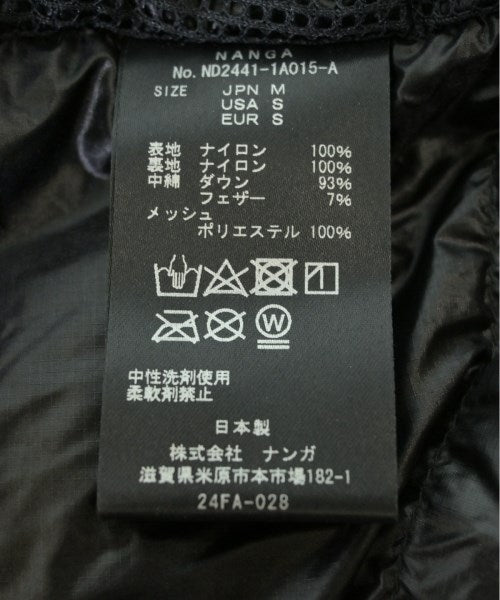 NANGA
No. ND2441-1A015-A
SIZE JPN M
USA S
EUR S
表地 ナイロン 100%
裏地 ナイロン 100%
中綿 ダウン 93%
フェザー 7%
メッシュ
ポリエステル 100%
W
中性洗剤使用
柔軟剤禁止
日本製
株式会社 ナンガ
滋賀県米原市本市場182-1
24FA-028